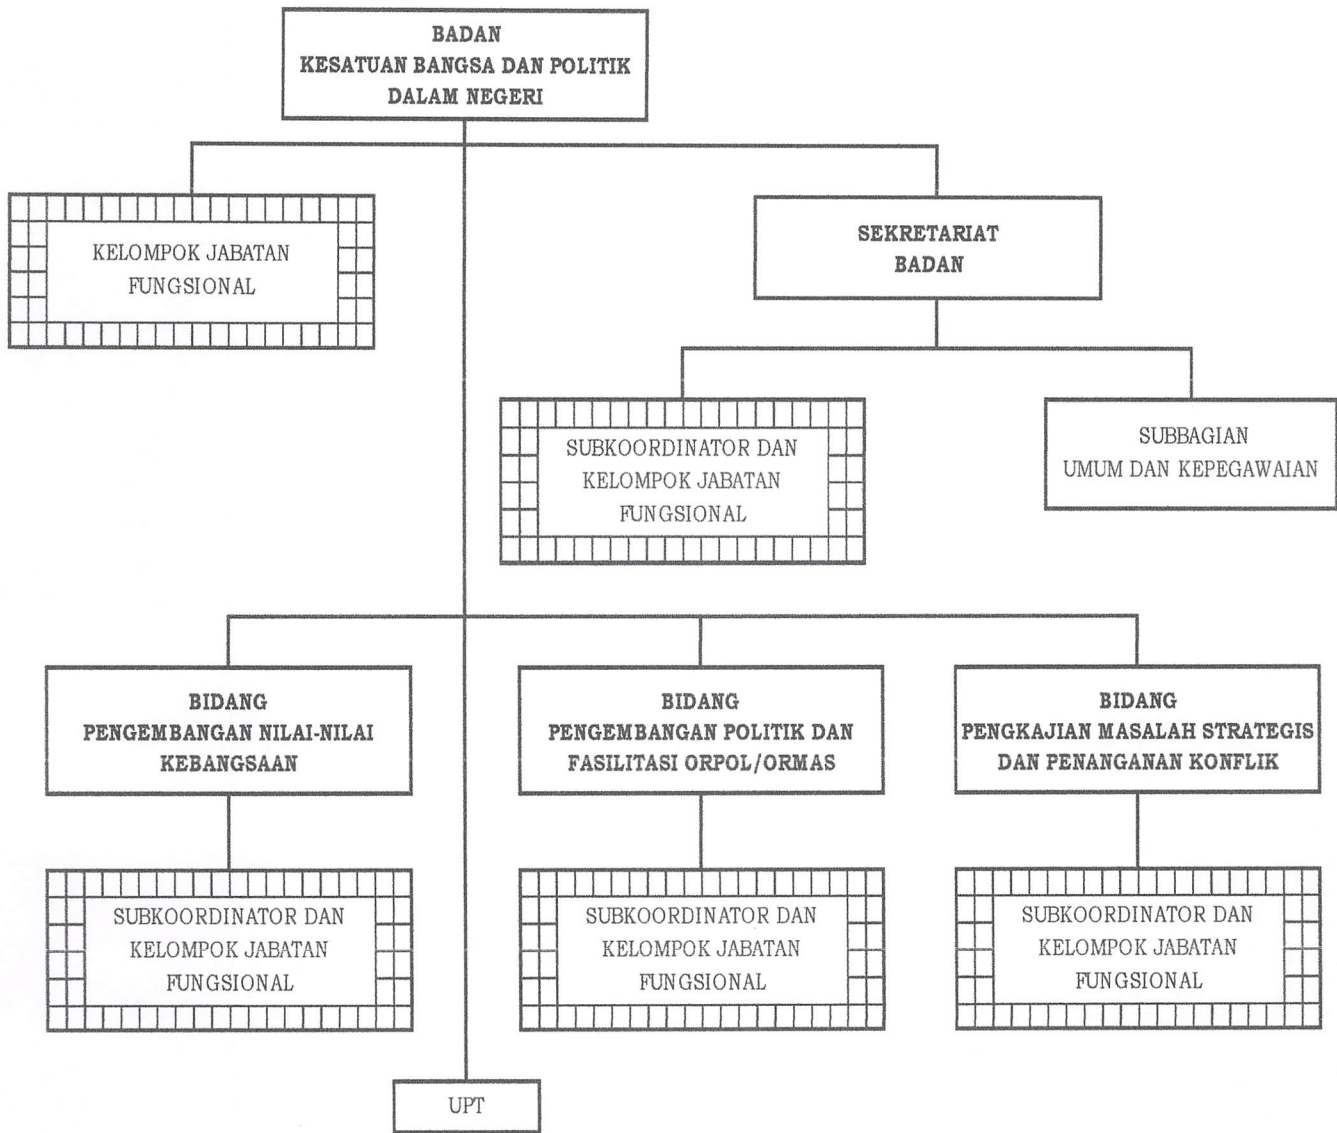 BADAN
KESATUAN BANGSA DAN POLITIK
DALAM NEGERI
KELOMPOK JABATAN
FUNGSIONAL
SEKRETARIAT
BADAN
SUBKOORDINATOR DAN
KELOMPOK JABATAN
FUNGSIONAL
SUBBAGIAN
UMUM DAN KEPEGAWAIAN
BIDANG
PENGEMBANGAN NILAI-NILAI
KEBANGSAAN
BIDANG
PENGEMBANGAN POLITIK DAN
FASILITASI ORPOL/ORMAS
BIDANG
PENGKAJIAN MASALAH STRATEGIS
DAN PENANGANAN KONFLIK
SUBKOORDINATOR DAN
KELOMPOK JABATAN
FUNGSIONAL
SUBKOORDINATOR DAN
KELOMPOK JABATAN
FUNGSIONAL
SUBKOORDINATOR DAN
KELOMPOK JABATAN
FUNGSIONAL
UPT